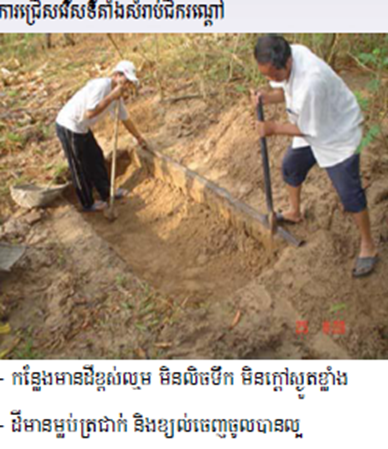 ការជ្រើសរើសទីតាំងសំរាប់ជីករណ្តៅ
- កន្លែងមានដីខ្ពស់ល្មម មិនលិចទឹក មិនក្តៅស្ងួតខ្លាំង
- ដីមានម្លប់ត្រជាក់ និងខ្យល់ចេញចូលបានល្អ